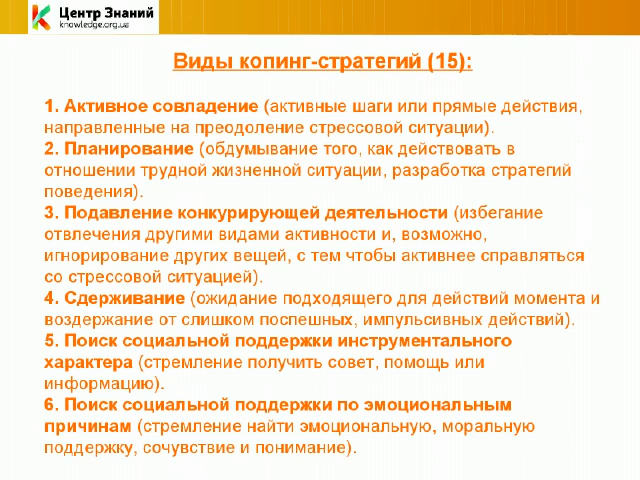 Центр Знаний
knowledge.org.ua
Виды копинг-стратегий (15):
1. Активное совладение (активные шаги или прямые действия,
направленные на преодоление стрессовой ситуации).
2. Планирование (обдумывание того, как действовать в
отношении трудной жизненной ситуации, разработка стратегий
поведения).
3. Подавление конкурирующей деятельности (избегание
отвлечения другими видами активности и, возможно,
игнорирование других вещей, с тем чтобы активнее справляться
со стрессовой ситуацией).
4. Сдерживание (ожидание подходящего для действий момента и
воздержание от слишком поспешных, импульсивных действий).
5. Поиск социальной поддержки инструментального
характера (стремление получить совет, помощь или
информацию).
6. Поиск социальной поддержки по эмоциональным
причинам (стремление найти эмоциональную, моральную
поддержку, сочувствие и понимание).